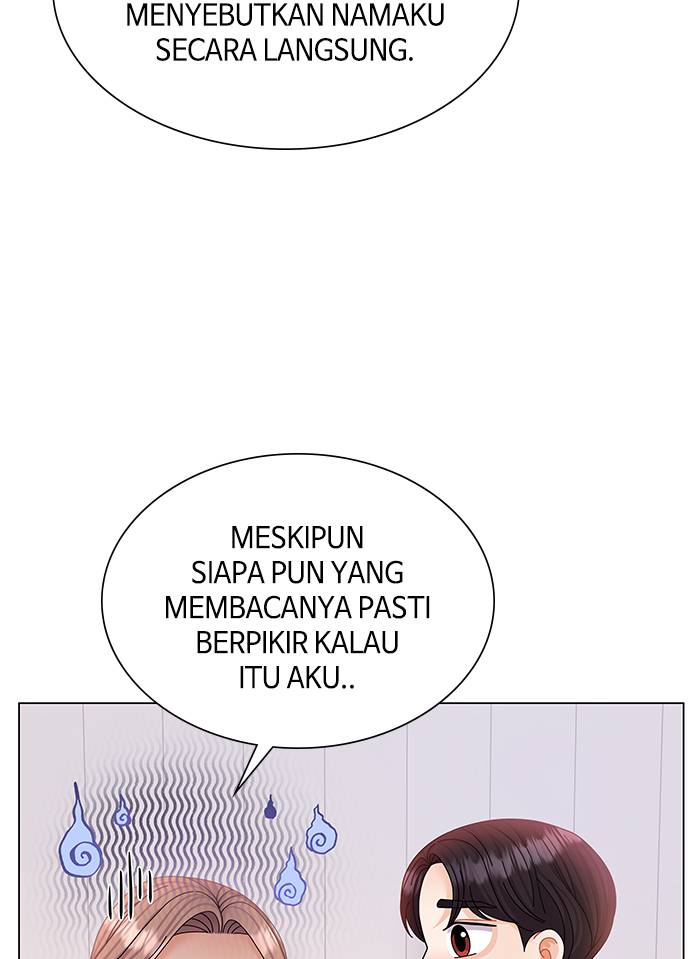 MENYEBUTKAN NAMAKU
SECARA LANGSUNG.
MESKIPUN
SIAPA PUN YANG
MEMBACANYA PASTI
BERPIKIR KALAU
ITU AKU..